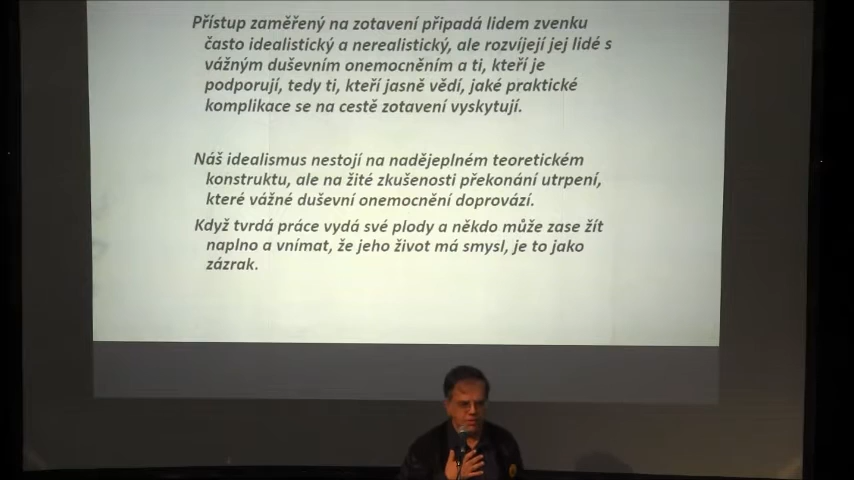 Přístup zaměřený na zotavení připadá lidem zvenku
často idealistický a nerealistický, ale rozvíjejí jej lidé s
vážným duševním onemocněním a ti, kteří je
podporují, tedy ti, kteří jasně vědí, jaké praktické
komplikace se na cestě zotavení vyskytují.
Náš idealismus nestojí na nadějeplném teoretickém
konstruktu, ale na žité zkušenosti překonání utrpení,
které vážné duševní onemocnění doprovází.
Když tvrdá práce vydá své plody a někdo může zase žít
naplno a vnímat, že jeho život má smysl, je to jako
zázrak.